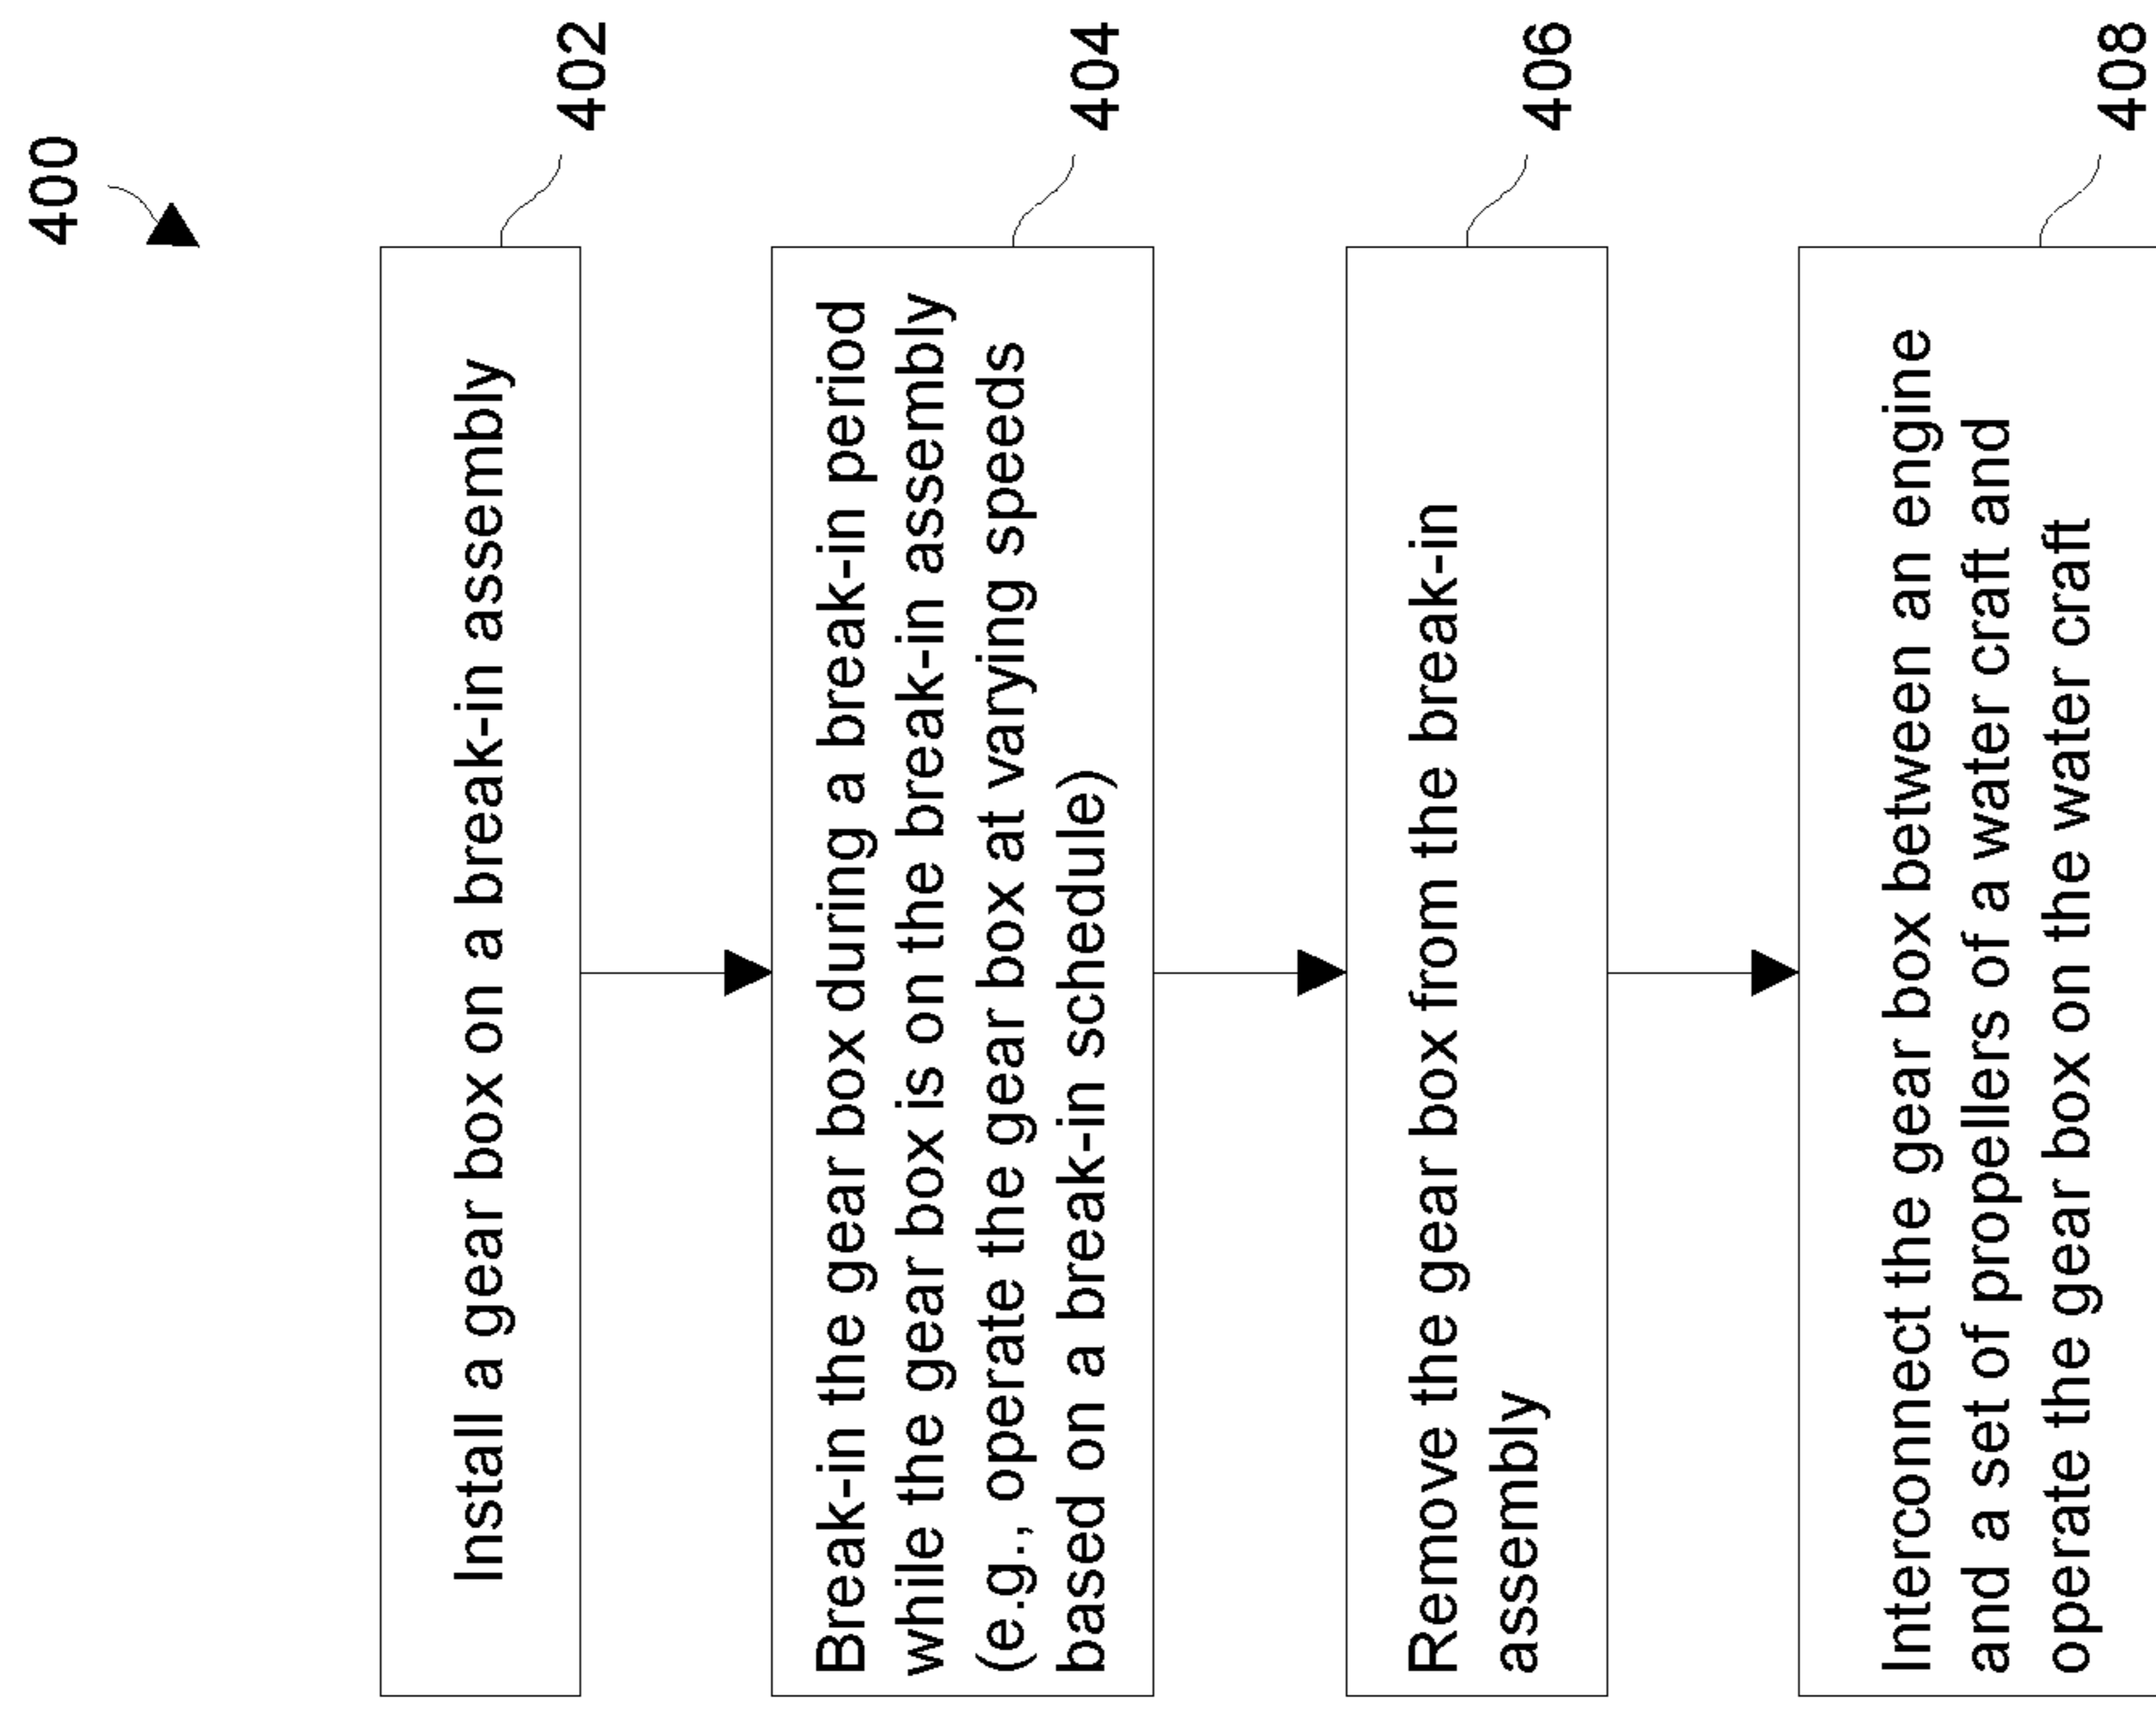 400
Install a gear box on a break-in assembly
402
Break-in the gear box during a break-in period
while the gear box is on the break-in assembly
(e.g., operate the gear box at varying speeds
based on a break-in schedule)
404
Remove the gear box from the break-in
assembly
406
Interconnect the gear box between an engine
and a set of propellers of a water craft and
operate the gear box on the water craft
408